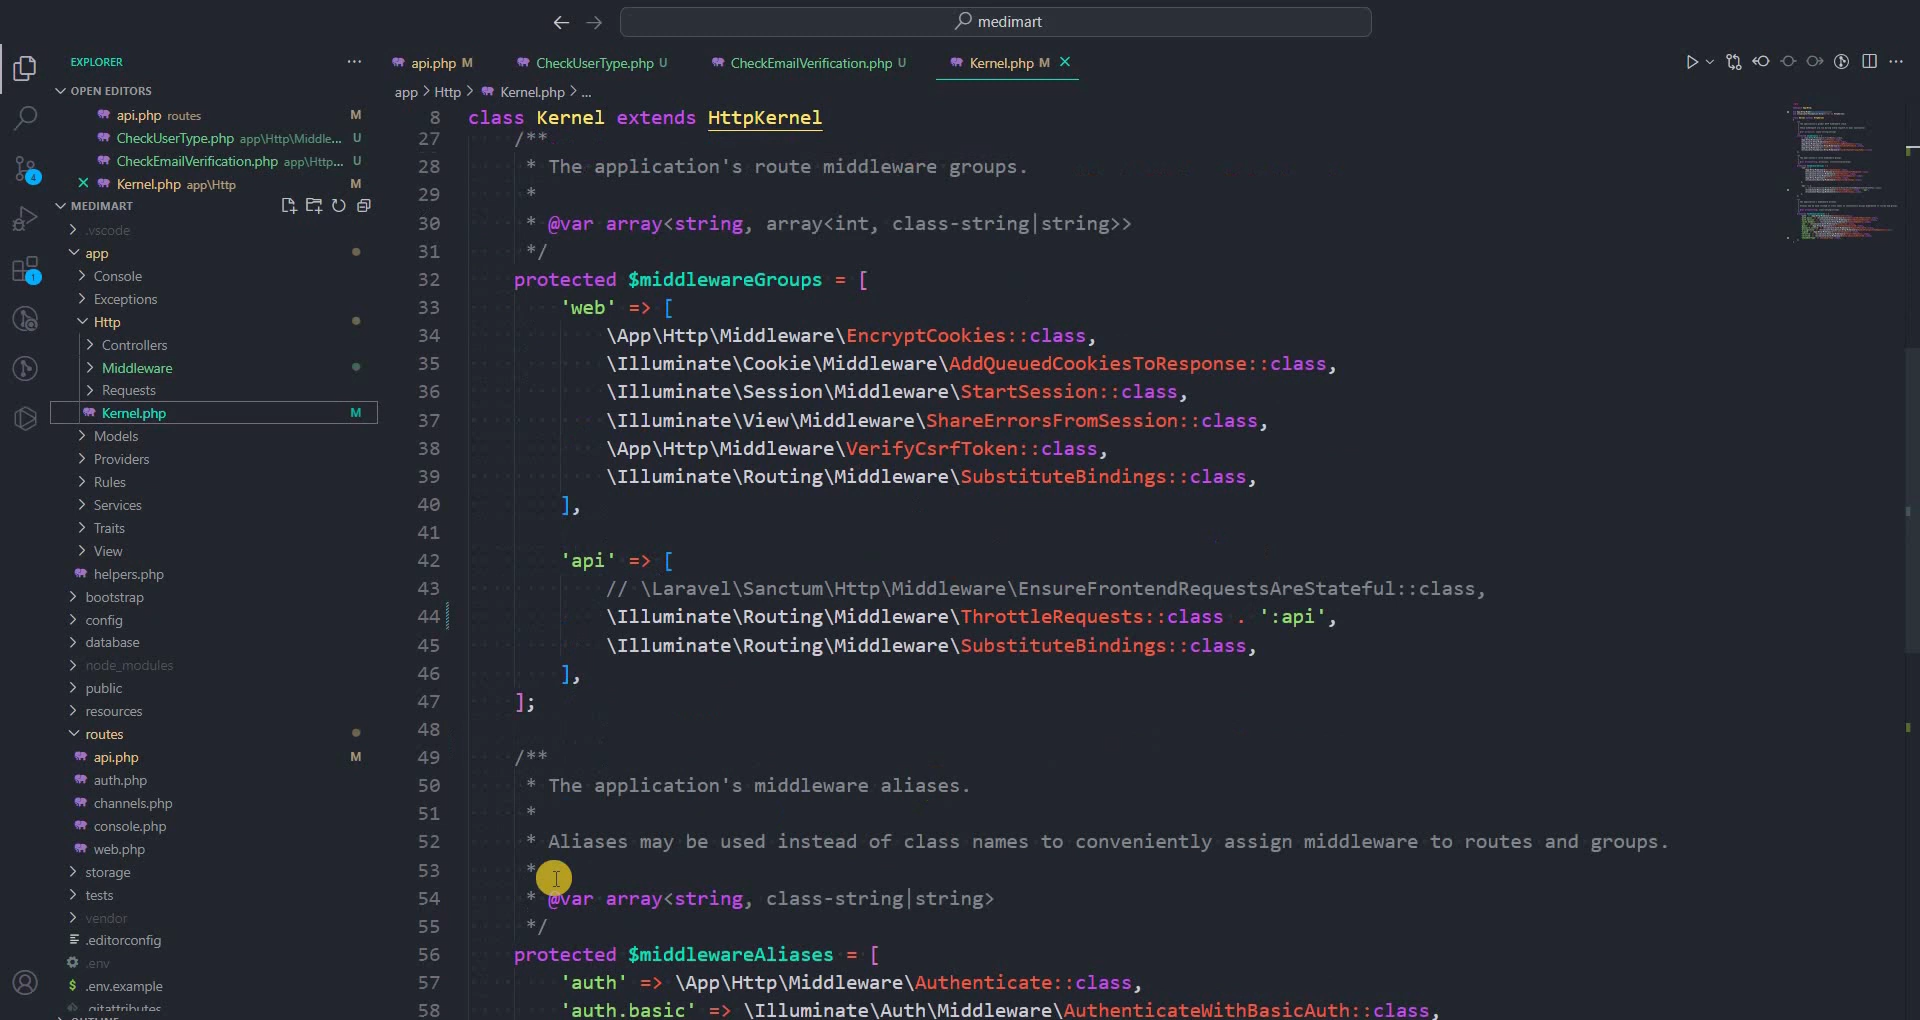 medimart
EXPLORER
OPEN EDITORS
api.php routes M
CheckUserType.php app\Http\Middle... U
CheckEmailVerification.php app\Http... U
Kernel.php app\Http M
MEDIMART
.vscode
app
Console
Exceptions
Http
Controllers
Middleware
Requests
Kernel.php M
Models
Providers
Rules
Services
Traits
View
helpers.php
bootstrap
config
database
node_modules
public
resources
routes
api.php M
auth.php
channels.php
console.php
web.php
storage
tests
vendor
.editorconfig
.env
$ .env.example
.gitattributes
4
1
api.php M CheckUserType.php U CheckEmailVerification.php U Kernel.php M
app > Http > Kernel.php > ...
8 class Kernel extends HttpKernel
27 /**
28 * The application's route middleware groups.
29 *
30 * @var array<string, array<int, class-string|string>>
31 */
32 protected $middlewareGroups = [
33 'web' => [
34 \App\Http\Middleware\EncryptCookies::class,
35 \Illuminate\Cookie\Middleware\AddQueuedCookiesToResponse::class,
36 \Illuminate\Session\Middleware\StartSession::class,
37 \Illuminate\View\Middleware\ShareErrorsFromSession::class,
38 \App\Http\Middleware\VerifyCsrfToken::class,
39 \Illuminate\Routing\Middleware\SubstituteBindings::class,
40 ],
41
42 'api' => [
43 // \Laravel\Sanctum\Http\Middleware\EnsureFrontendRequestsAreStateful::class,
44 \Illuminate\Routing\Middleware\ThrottleRequests::class . ':api',
45 \Illuminate\Routing\Middleware\SubstituteBindings::class,
46 ],
47 ];
48
49 /**
50 * The application's middleware aliases.
51 *
52 * Aliases may be used instead of class names to conveniently assign middleware to routes and groups.
53 *
54 * @var array<string, class-string|string>
55 */
56 protected $middlewareAliases = [
57 'auth' => \App\Http\Middleware\Authenticate::class,
58 'auth.basic' => \Illuminate\Auth\Middleware\AuthenticateWithBasicAuth::class,